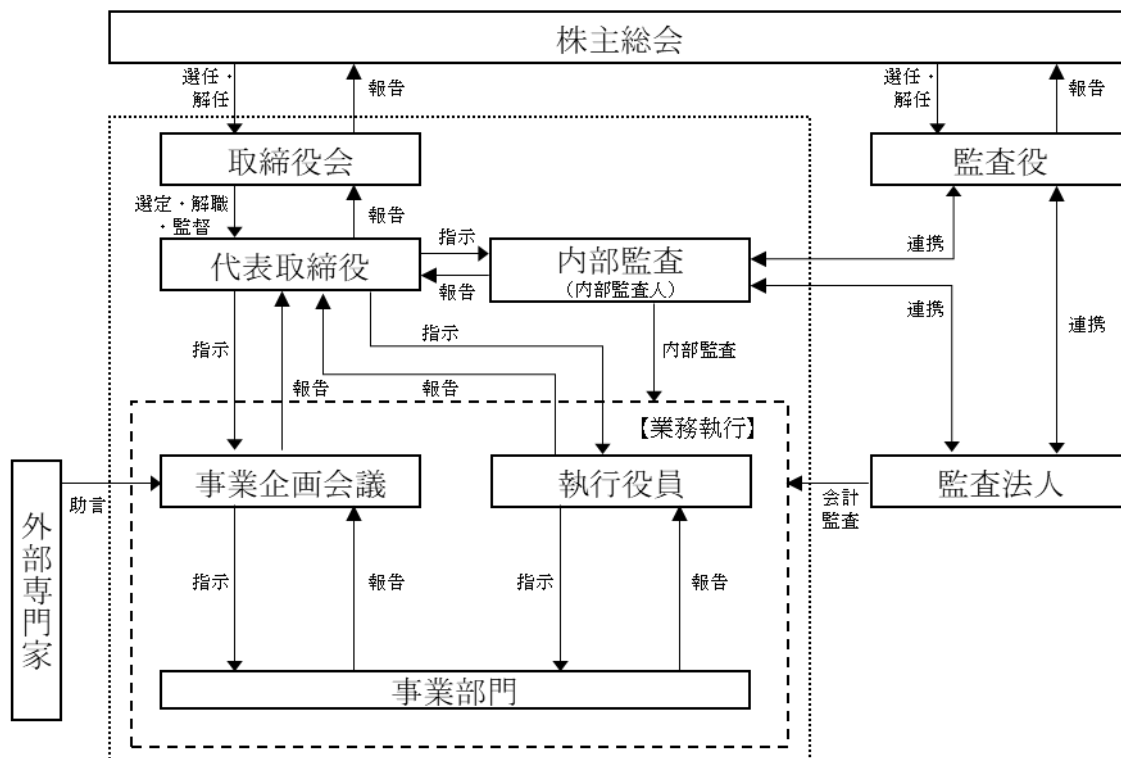 株主総会
選任・
解任
報告
選任・
解任
報告
取締役会
監査役
選定・解職
・監督
報告
代表取締役
指示
報告
内部監査
（内部監査人）
連携
連携
連携
指示
報告
指示
報告
内部監査
【業務執行】
外部専門家
助言
事業企画会議
執行役員
会計
監査
監査法人
指示
報告
指示
報告
事業部門